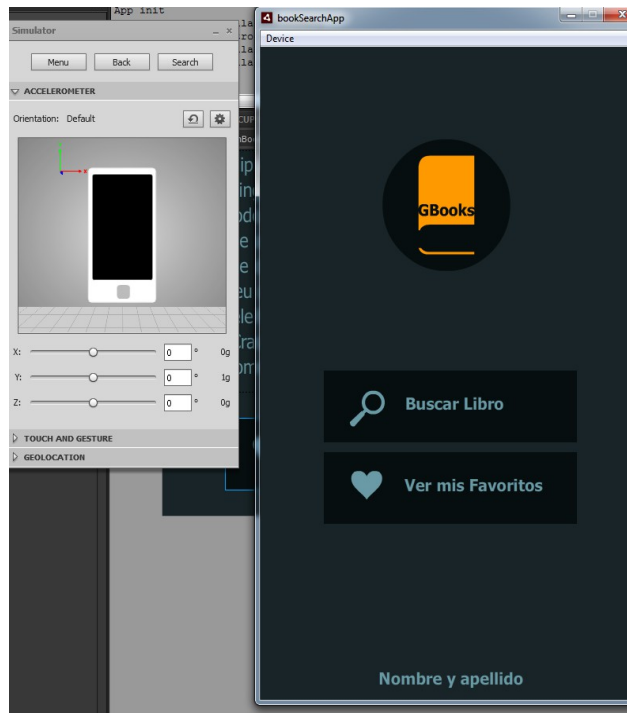 App init
Simulator
Menu
Back
Search
ACCELEROMETER
Orientation: Default
X: 0 ° 0g
Y: 0 ° 1g
Z: 0 ° 0g
TOUCH AND GESTURE
GEOLOCATION
bookSearchApp
Device
GBooks
Buscar Libro
Ver mis Favoritos
Nombre y apellido